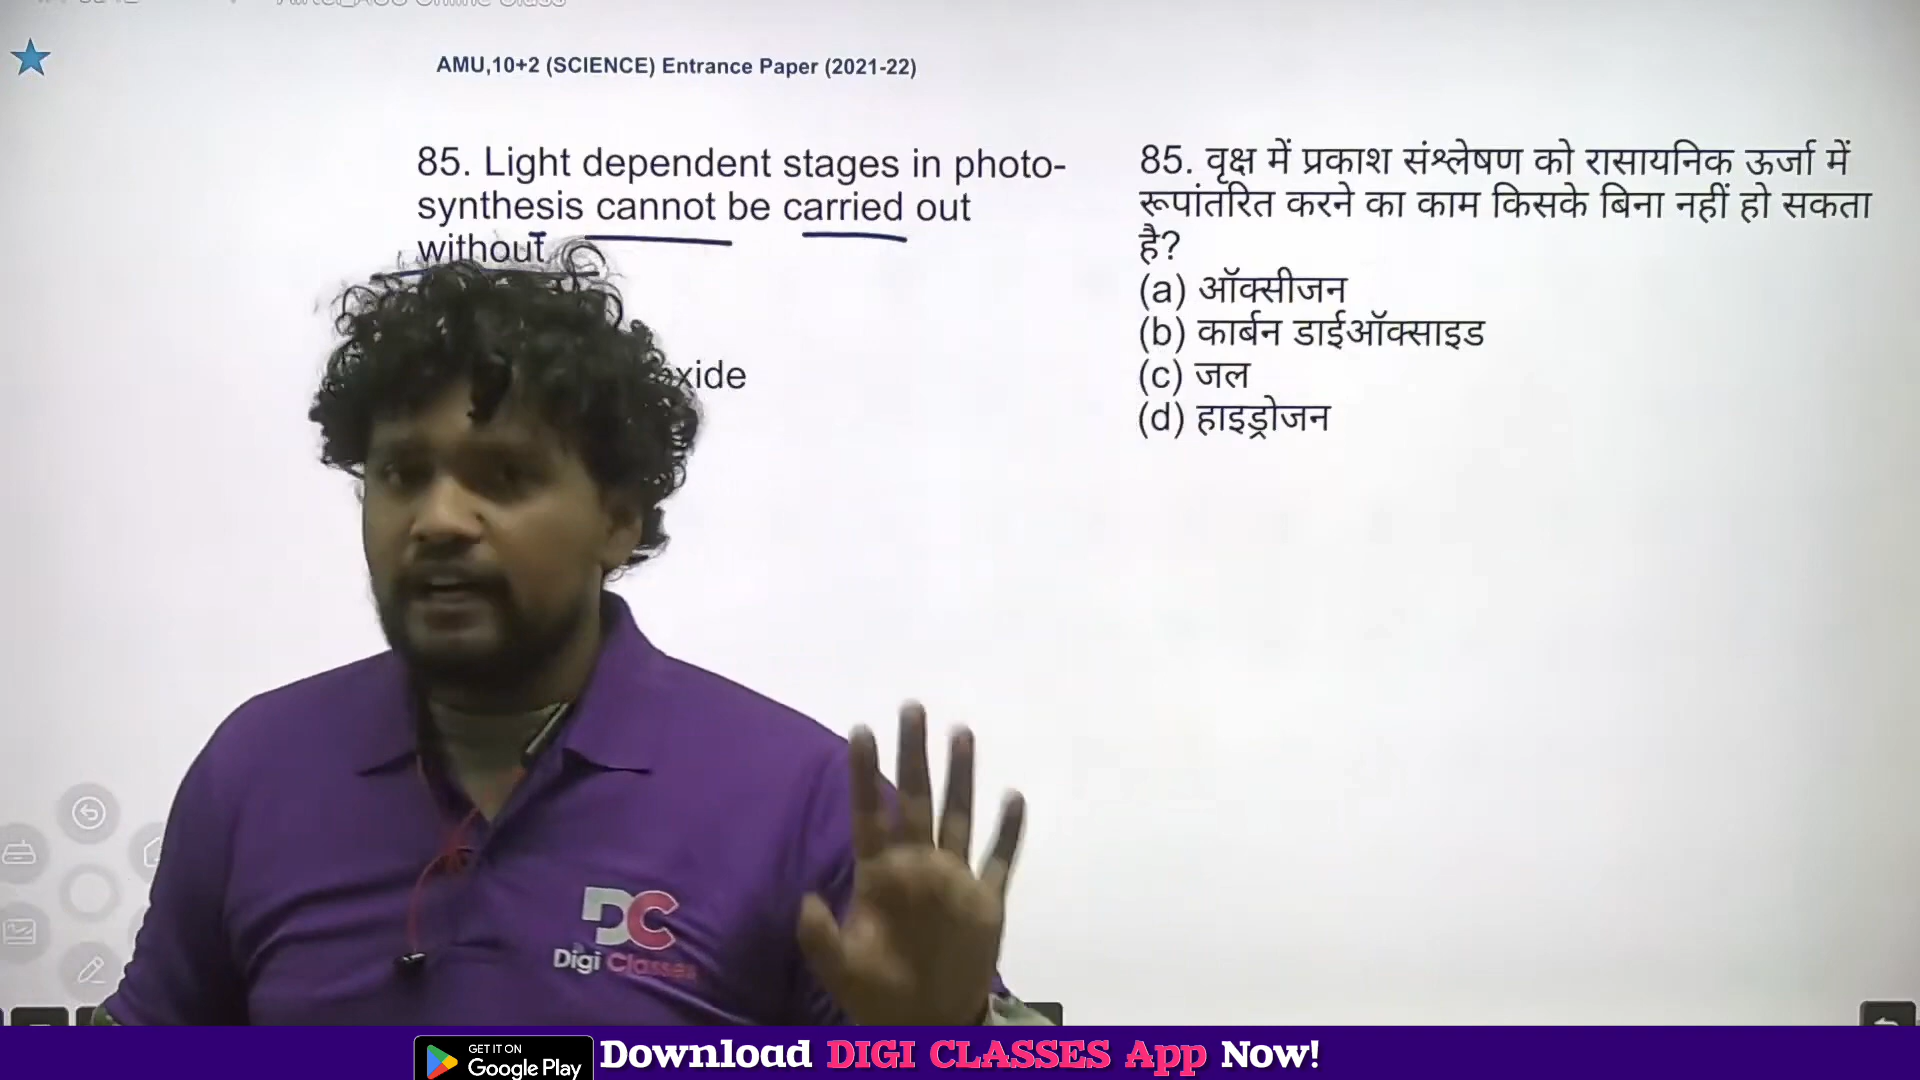 AMU,10+2 (SCIENCE) Entrance Paper (2021-22)
85. Light dependent stages in photo-
synthesis cannot be carried out
without
xide
85. वृक्ष में प्रकाश संश्लेषण को रासायनिक ऊर्जा में
रूपांतरित करने का काम किसके बिना नहीं हो सकता
है?
(a) ऑक्सीजन
(b) कार्बन डाईऑक्साइड
(c) जल
(d) हाइड्रोजन
DC
Digi Classes
GET IT ON
Google Play
Download DIGI CLASSES App Now!